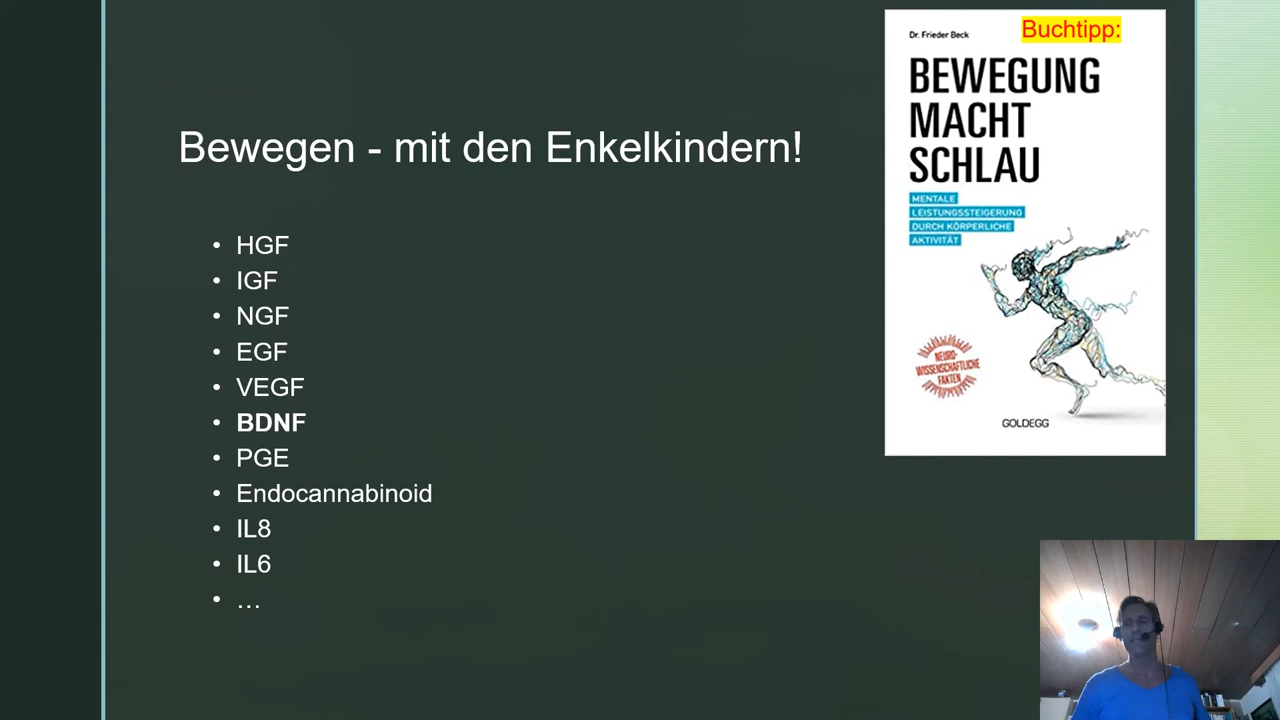 Bewegen - mit den Enkelkindern!
• HGF
• IGF
• NGF
• EGF
• VEGF
• BDNF
• PGE
• Endocannabinoid
• IL8
• IL6
• …
Buchtipp:
Dr. Frieder Beck
BEWEGUNG
MACHT
SCHLAU
MENTALE
LEISTUNGSSTEIGERUNG
DURCH KÖRPERLICHE
AKTIVITÄT
NEURO-
WISSENSCHAFTLICHE
FAKTEN
GOLDEGG